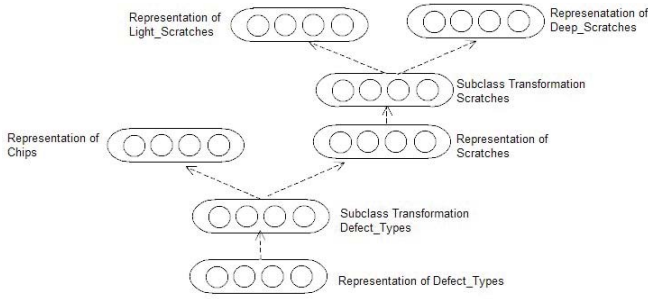 Representation of
Light_Scratches
Represenatation of
Deep_Scratches
Subclass Transformation
Scratches
Representation of
Chips
Representation of
Scratches
Subclass Transformation
Defect_Types
Representation of Defect_Types